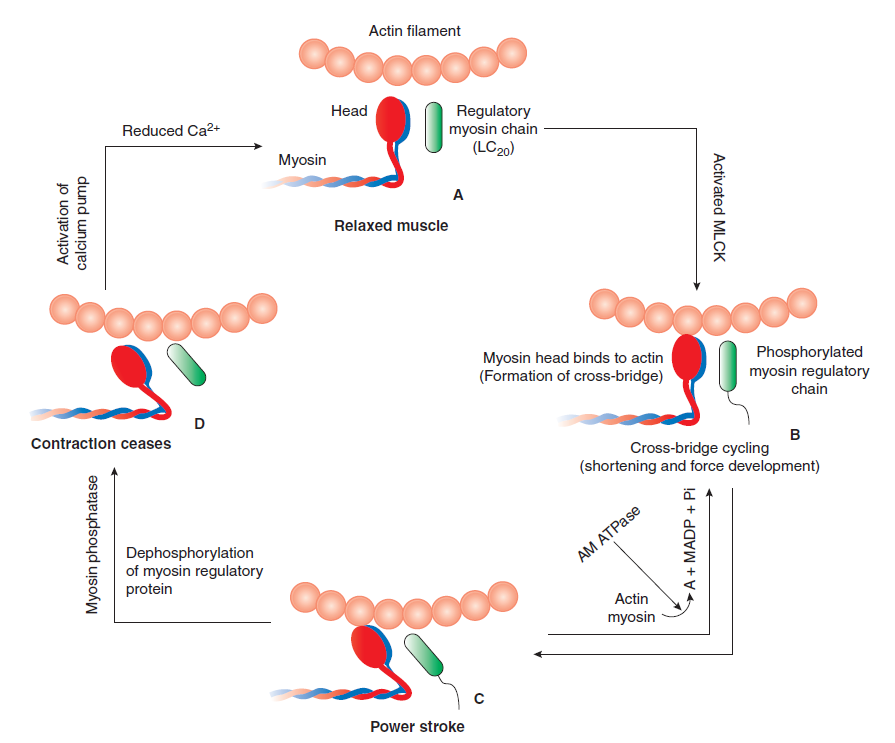 Actin filament
Head
Regulatory
myosin chain
(LC20)
Myosin
A
Relaxed muscle
Reduced Ca2+
Activation of
calcium pump
Activated MLCK
Myosin head binds to actin
(Formation of cross-bridge)
Phosphorylated
myosin regulatory
chain
B
Cross-bridge cycling
(shortening and force development)
D
Contraction ceases
Myosin phosphatase
Dephosphorylation
of myosin regulatory
protein
AM ATPase
Actin
myosin
A + MADP + Pi
C
Power stroke